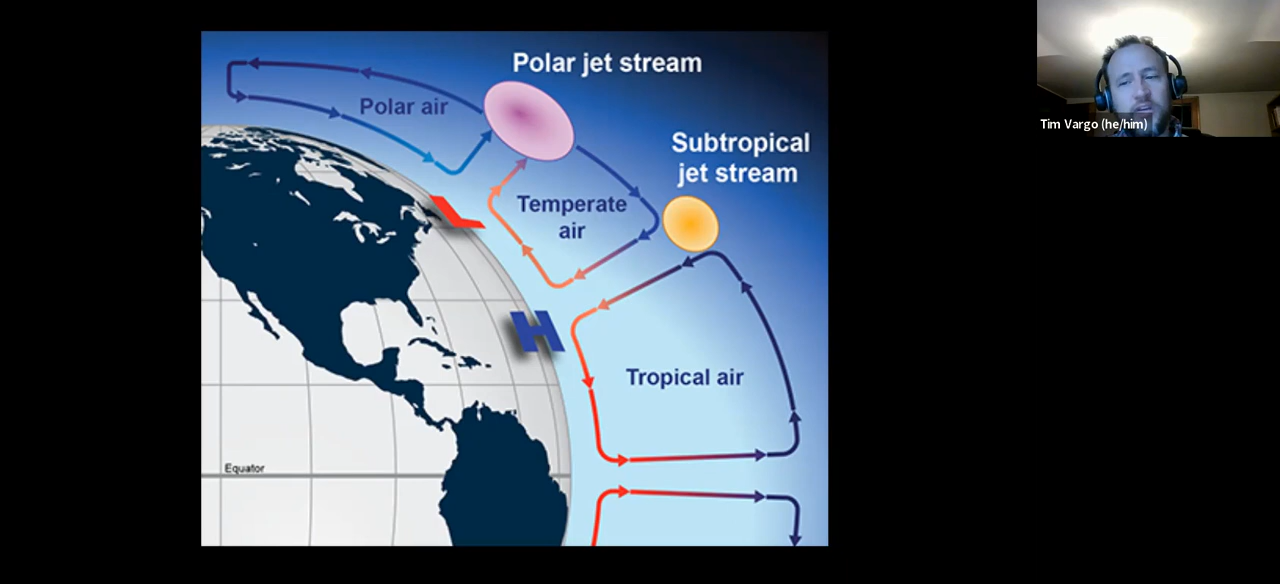 Polar jet stream
Polar air
Subtropical
jet stream
Temperate
air
L
H
Tropical air
Equator
Tim Vargo (he/him)